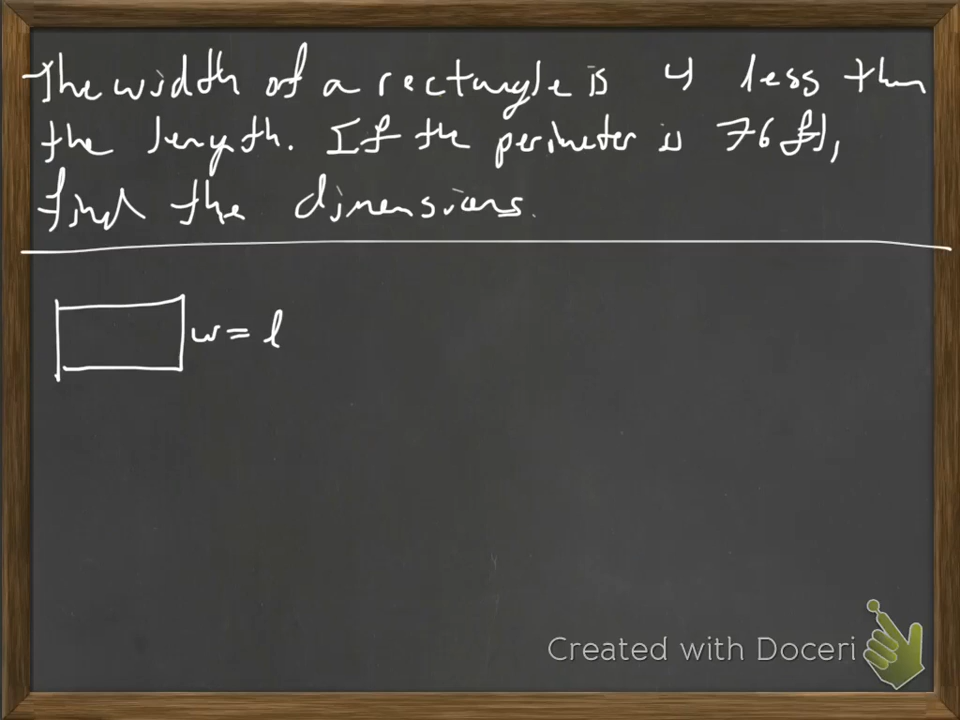 The width of a rectangle is 4 less than
the length. If the perimeter is 76 ft,
find the dimensions.
w = l
Created with Doceri